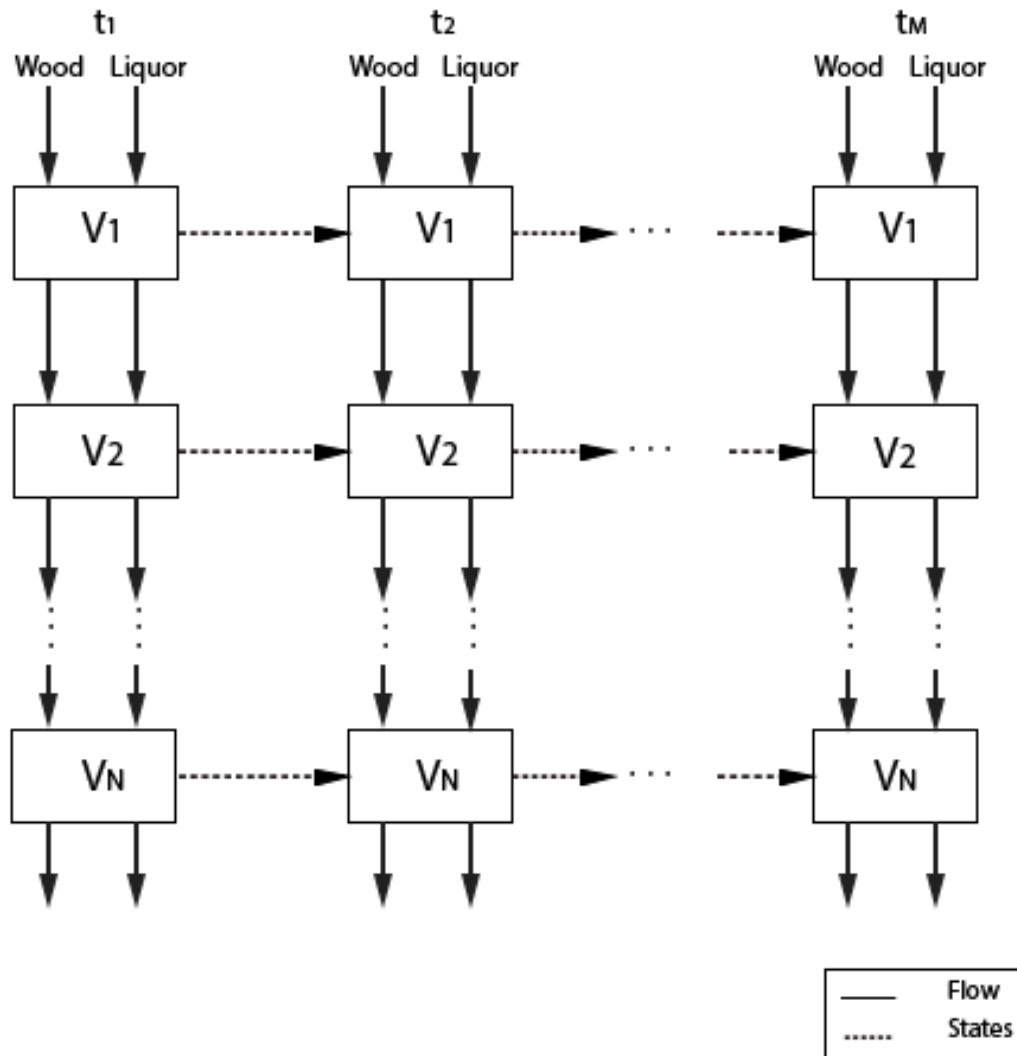 t1 t2 tM
Wood Liquor Wood Liquor Wood Liquor
V1 V1 ... V1
V2 V2 ... V2
VN VN ... VN
Flow
States